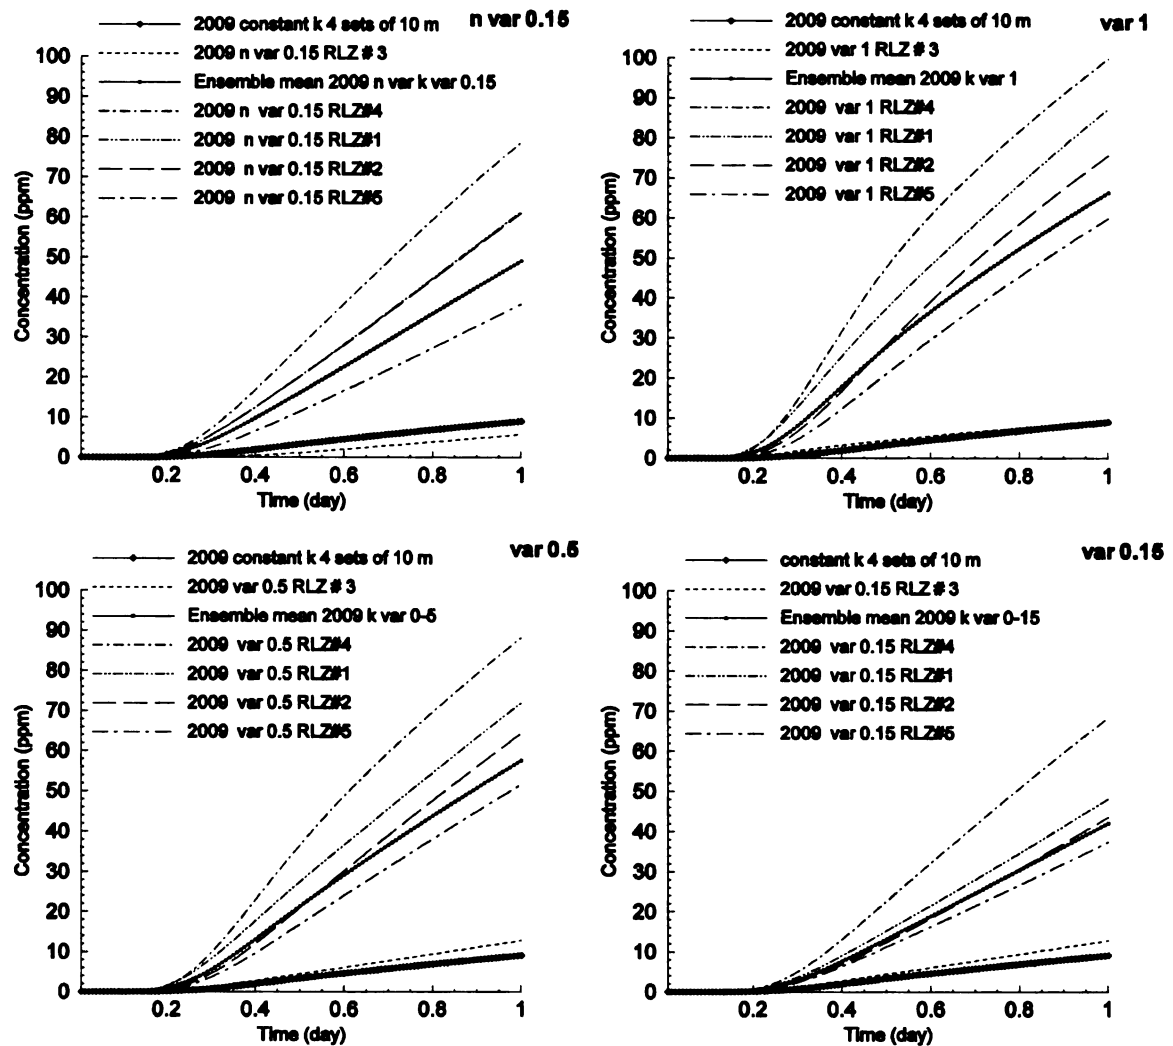 n var 0.15
2009 constant k 4 sets of 10 m
2009 n var 0.15 RLZ # 3
Ensemble mean 2009 n var k var 0.15
2009 n var 0.15 RLZ#4
2009 n var 0.15 RLZ#1
2009 n var 0.15 RLZ#2
2009 n var 0.15 RLZ#5
Concentration (ppm)
100
90
80
70
60
50
40
30
20
10
0
0.2
0.4
0.6
0.8
1
Time (day)
var 1
2009 constant k 4 sets of 10 m
2009 var 1 RLZ # 3
Ensemble mean 2009 k var 1
2009 var 1 RLZ#4
2009 var 1 RLZ#1
2009 var 1 RLZ#2
2009 var 1 RLZ#5
Concentration (ppm)
100
90
80
70
60
50
40
30
20
10
0
0.2
0.4
0.6
0.8
1
Time (day)
var 0.5
2009 constant k 4 sets of 10 m
2009 var 0.5 RLZ # 3
Ensemble mean 2009 k var 0-5
2009 var 0.5 RLZ#4
2009 var 0.5 RLZ#1
2009 var 0.5 RLZ#2
2009 var 0.5 RLZ#5
Concentration (ppm)
100
90
80
70
60
50
40
30
20
10
0
0.2
0.4
0.6
0.8
1
Time (day)
var 0.15
constant k 4 sets of 10 m
2009 var 0.15 RLZ # 3
Ensemble mean 2009 k var 0-15
2009 var 0.15 RLZ#4
2009 var 0.15 RLZ#1
2009 var 0.15 RLZ#2
2009 var 0.15 RLZ#5
Concentration (ppm)
100
90
80
70
60
50
40
30
20
10
0
0.2
0.4
0.6
0.8
1
Time (day)